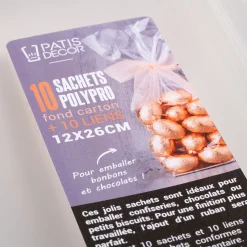 PATIS
DECOR
10 SACHETS
POLYPRO
fond carton
+ 10 LIENS
12X26CM
Pour emballer
bonbons
et chocolats !
Ces jolis sachets sont idéaux pour
emballer confiseries, chocolats ou
petits biscuits. Pour une finition plus
travaillée, l'ajout d'un ruban sera
parfait.
10 sachets et 10 liens